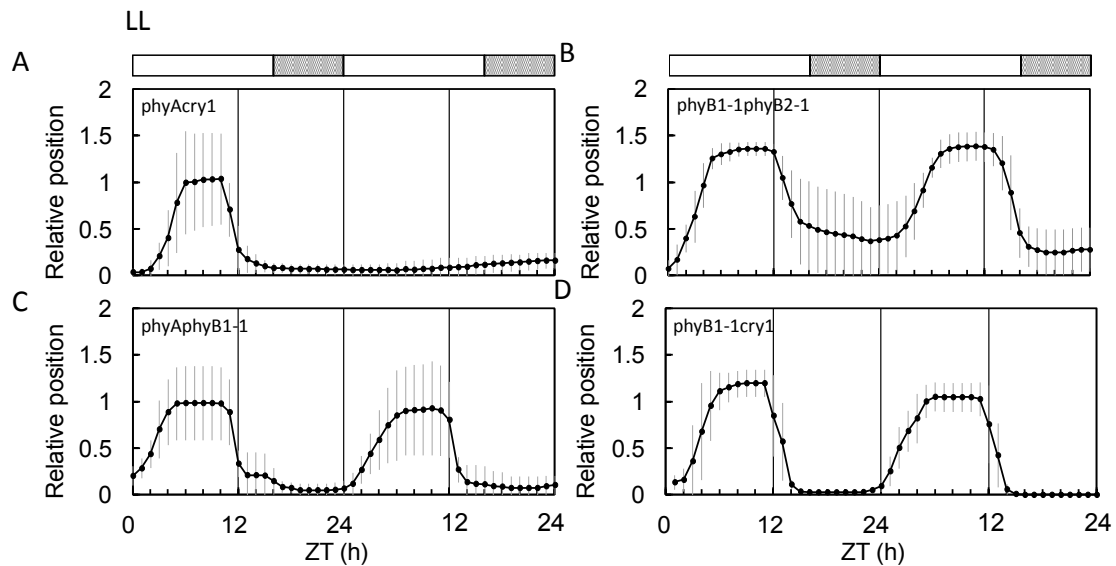 LL
A
B
2
phyAcry1
1.5
1
0.5
0
Relative position
2
phyB1-1phyB2-1
1.5
1
0.5
0
Relative position
C
D
2
phyAphyB1-1
1.5
1
0.5
0
Relative position
0 12 24 12 24
ZT (h)
2
phyB1-1cry1
1.5
1
0.5
0
Relative position
0 12 24 12 24
ZT (h)